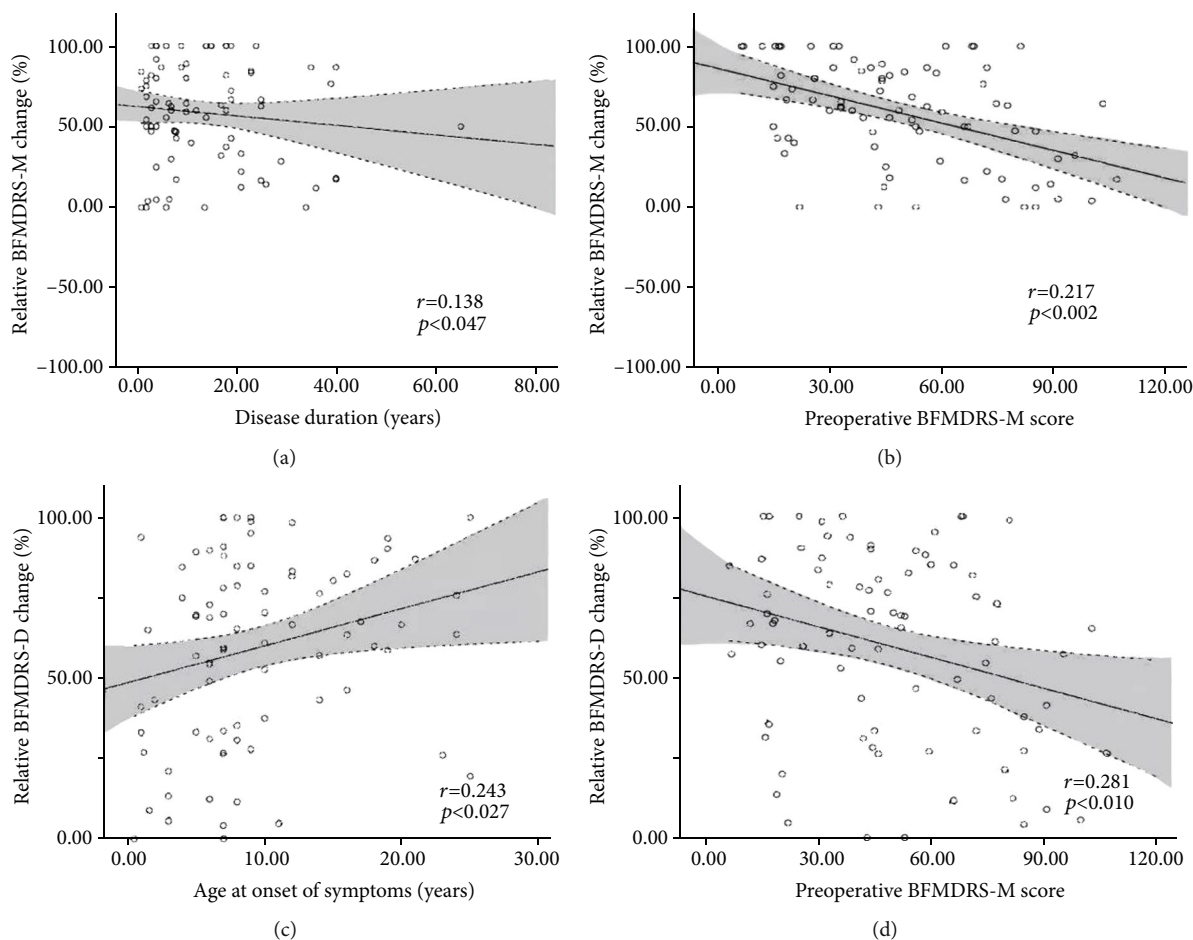 Relative BFMDRS-M change (%)
100.00
50.00
0.00
−50.00
−100.00
r=0.138
p<0.047
0.00 20.00 40.00 60.00 80.00
Disease duration (years)
(a)
Relative BFMDRS-M change (%)
100.00
50.00
0.00
−50.00
−100.00
r=0.217
p<0.002
0.00 30.00 60.00 90.00 120.00
Preoperative BFMDRS-M score
(b)
Relative BFMDRS-D change (%)
100.00
50.00
0.00
r=0.243
p<0.027
0.00 10.00 20.00 30.00
Age at onset of symptoms (years)
(c)
Relative BFMDRS-D change (%)
100.00
50.00
0.00
r=0.281
p<0.010
0.00 30.00 60.00 90.00 120.00
Preoperative BFMDRS-M score
(d)